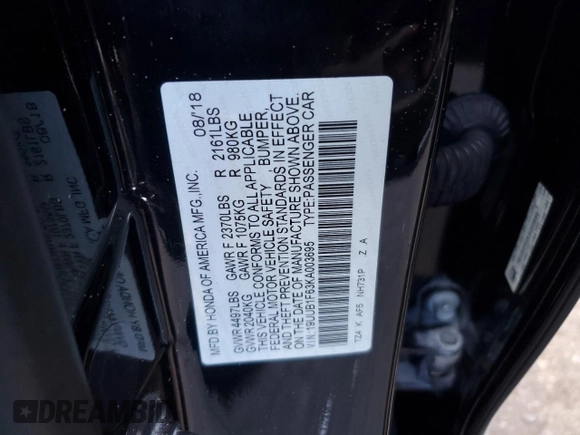 MFD.BY HONDA OF AMERICA MFG.,INC. 08/18
GVWR 4497LBS GAWR F 2370LBS R 2161LBS
GVWR 2040KG GAWR F 1075KG R 980KG
THIS VEHICLE CONFORMS TO ALL APPLICABLE
FEDERAL MOTOR VEHICLE SAFETY , BUMPER,
AND THEFT PREVENTION STANDARDS IN EFFECT
ON THE DATE OF MANUFACTURE SHOWN ABOVE.
V.I.N.:19UUB1F63KA003695 TYPE:PASSENGER CAR
TZ4 K AF5 NH731P Z A
DREAMBID